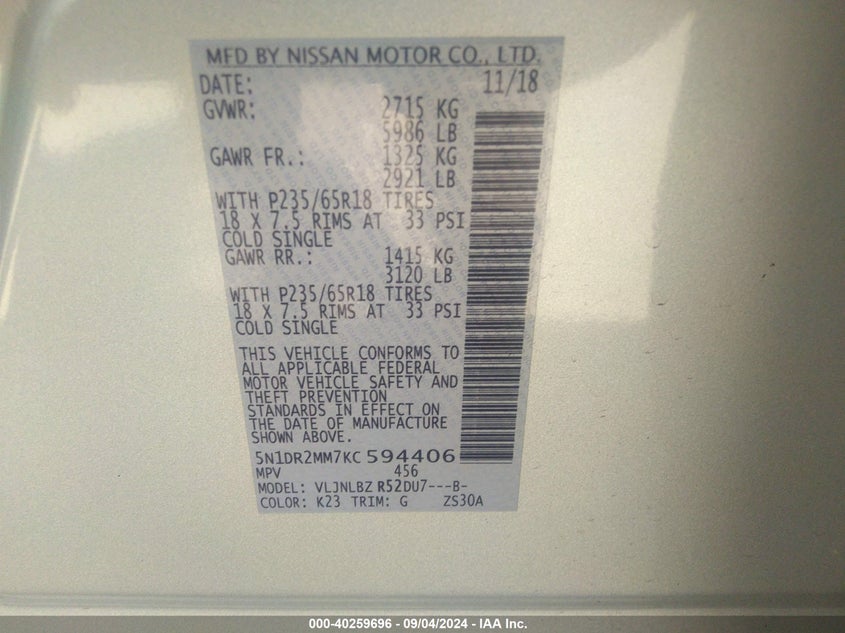 MFD BY NISSAN MOTOR CO., LTD.
DATE: 11/18
GVWR: 2715 KG
5986 LB
GAWR FR.: 1325 KG
2921 LB
WITH P235/65R18 TIRES
18 X 7.5 RIMS AT 33 PSI
COLD SINGLE
GAWR RR.: 1415 KG
3120 LB
WITH P235/65R18 TIRES
18 X 7.5 RIMS AT 33 PSI
COLD SINGLE
THIS VEHICLE CONFORMS TO
ALL APPLICABLE FEDERAL
MOTOR VEHICLE SAFETY AND
THEFT PREVENTION
STANDARDS IN EFFECT ON
THE DATE OF MANUFACTURE
SHOWN ABOVE.
5N1DR2MM7KC594406
MPV 456
MODEL: VLJNLBZ R52DU7---B-
COLOR: K23 TRIM: G ZS30A
000-40259696 - 09/04/2024 - IAA Inc.